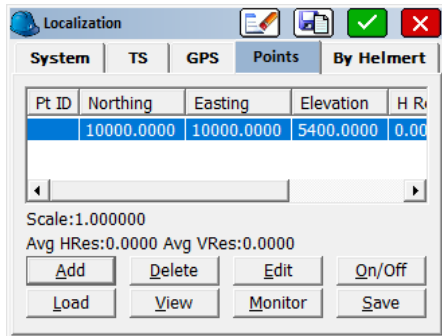 Localization
System TS GPS Points By Helmert
Pt ID Northing Easting Elevation H
10000.0000 10000.0000 5400.0000 0.00
Scale:1.000000
Avg HRes:0.0000 Avg VRes:0.0000
Add Delete Edit On/Off
Load View Monitor Save